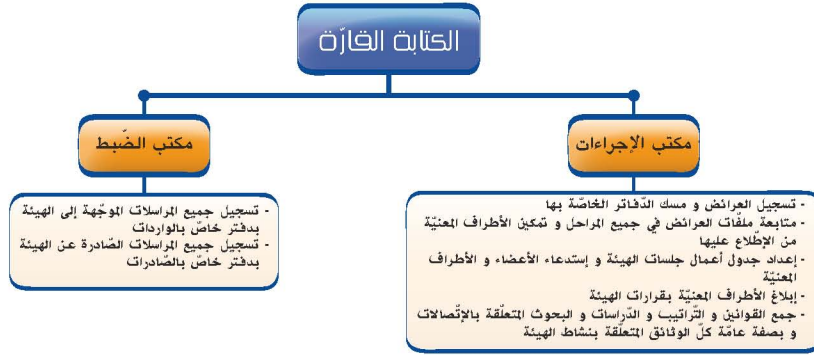 الكتابة القارّة
مكتب الإجراءات
- تسجيل العرائض و مسك الدّفاتر الخاصّة بها
- متابعة ملفّات العرائض في جميع المراحل و تمكين الأطراف المعنيّة
من الإطّلاع عليها
- إعداد جدول أعمال جلسات الهيئة و إستدعاء الأعضاء و الأطراف
المعنيّة
- إبلاغ الأطراف المعنيّة بقرارات الهيئة
- جمع القوانين و التّراتيب و الدّراسات و البحوث المتعلّقة بالإتّصالات
و بصفة عامّة كلّ الوثائق المتعلّقة بنشاط الهيئة
مكتب الضّبط
- تسجيل جميع المراسلات الموجّهة إلى الهيئة
بدفتر خاصّ بالواردات
- تسجيل جميع المراسلات الصّادرة عن الهيئة
بدفتر خاصّ بالصّادرات